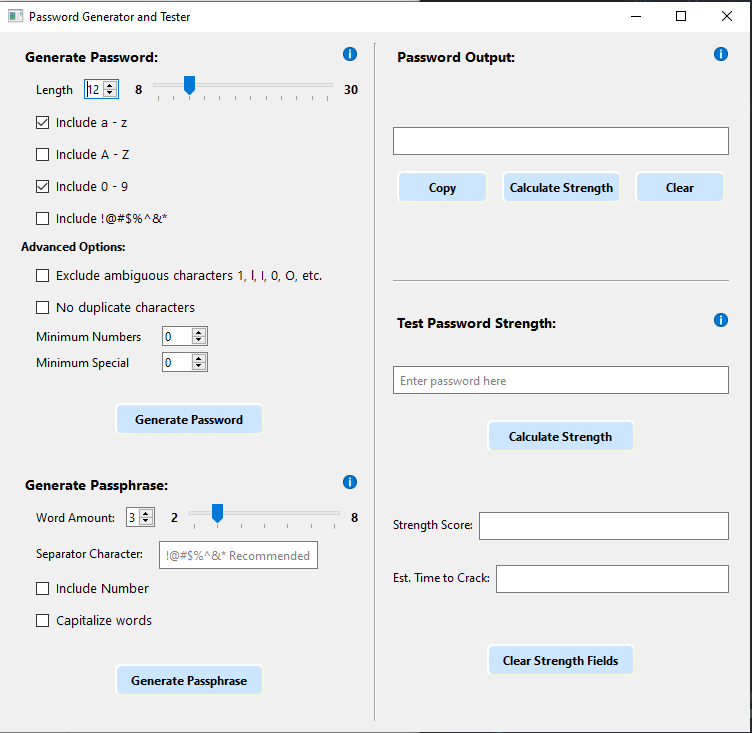 Password Generator and Tester
Generate Password:
Length 12 8 30
Include a - z
Include A - Z
Include 0 - 9
Include !@#$%^&*
Advanced Options:
Exclude ambiguous characters 1, l, I, 0, O, etc.
No duplicate characters
Minimum Numbers 0
Minimum Special 0
Generate Password
Generate Passphrase:
Word Amount: 3 2 8
Separator Character: !@#$%^&* Recommended
Include Number
Capitalize words
Generate Passphrase
Password Output:
Copy Calculate Strength Clear
Test Password Strength:
Enter password here
Calculate Strength
Strength Score:
Est. Time to Crack:
Clear Strength Fields